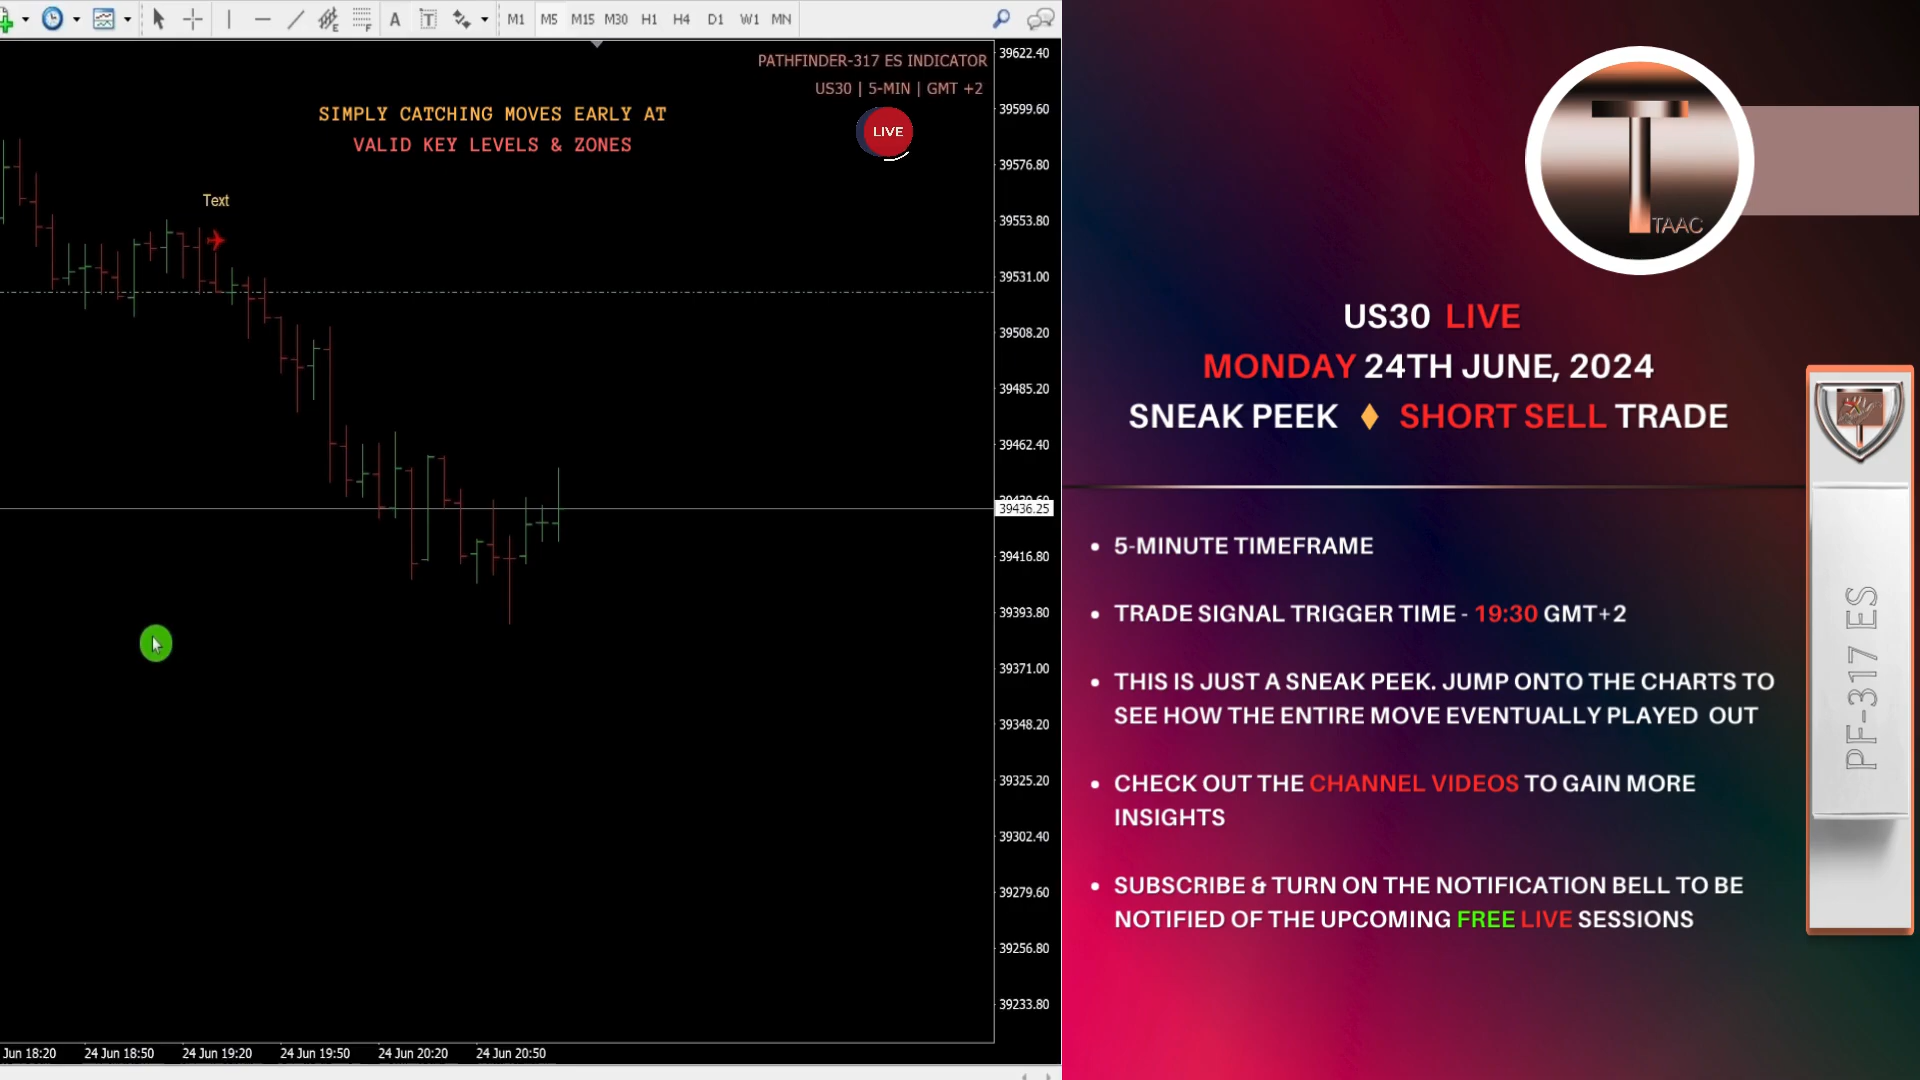 E
F
A
T
M1 M5 M15 M30 H1 H4 D1 W1 MN
PATHFINDER-317 ES INDICATOR
US30 | 5-MIN | GMT +2
SIMPLY CATCHING MOVES EARLY AT
VALID KEY LEVELS & ZONES
LIVE
Text
39622.40
39599.60
39576.80
39553.80
39531.00
39508.20
39485.20
39462.40
39436.25
39416.80
39393.80
39371.00
39348.20
39325.20
39302.40
39279.60
39256.80
39233.80
Jun 18:20 24 Jun 18:50 24 Jun 19:20 24 Jun 19:50 24 Jun 20:20 24 Jun 20:50
TAAC
US30 LIVE
MONDAY 24TH JUNE, 2024
SNEAK PEEK SHORT SELL TRADE
• 5-MINUTE TIMEFRAME
• TRADE SIGNAL TRIGGER TIME - 19:30 GMT+2
• THIS IS JUST A SNEAK PEEK. JUMP ONTO THE CHARTS TO
SEE HOW THE ENTIRE MOVE EVENTUALLY PLAYED OUT
• CHECK OUT THE CHANNEL VIDEOS TO GAIN MORE
INSIGHTS
• SUBSCRIBE & TURN ON THE NOTIFICATION BELL TO BE
NOTIFIED OF THE UPCOMING FREE LIVE SESSIONS
PF-317 ES